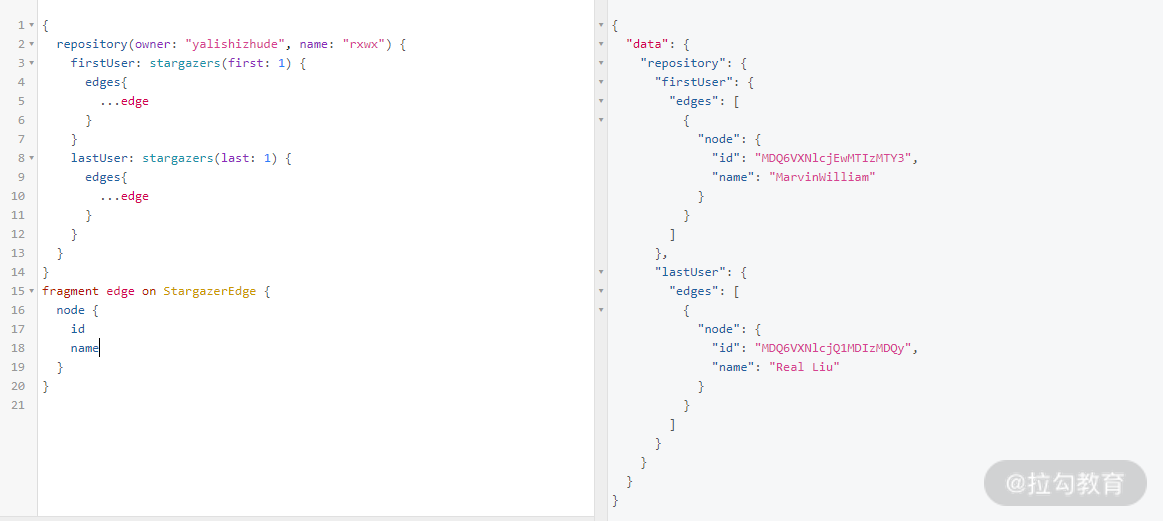 1 {
2   repository(owner: "yalishizhude", name: "rxwx") {
3     firstUser: stargazers(first: 1) {
4       edges{
5         ...edge
6       }
7     }
8     lastUser: stargazers(last: 1) {
9       edges{
10         ...edge
11       }
12     }
13   }
14 }
15 fragment edge on StargazerEdge {
16   node {
17     id
18     name
19   }
20 }
21
{
  "data": {
    "repository": {
      "firstUser": {
        "edges": [
          {
            "node": {
              "id": "MDQ6VXNlcjEwMTIzMTY3",
              "name": "MarvinWilliam"
            }
          }
        ]
      },
      "lastUser": {
        "edges": [
          {
            "node": {
              "id": "MDQ6VXNlcjQ1MDIzMDQy",
              "name": "Real Liu"
            }
          }
        ]
      }
    }
  }
}
@拉勾教育